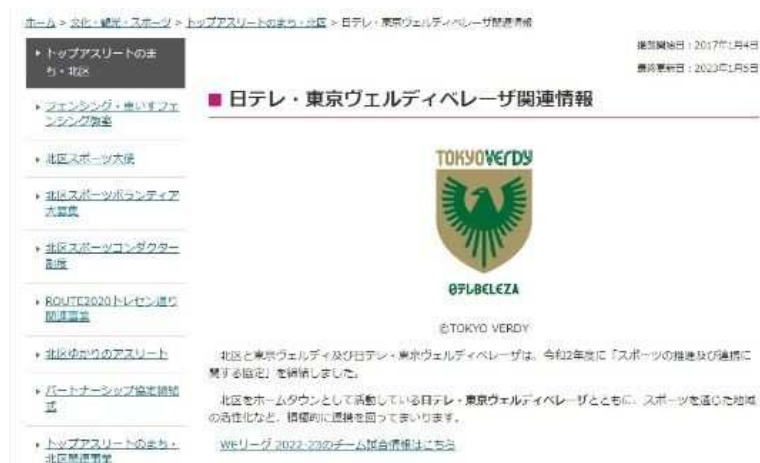 ホーム > 文化・観光・スポーツ > トップアスリートのまち・北区 > 日テレ・東京ヴェルディベレーザ関連情報
トップアスリートのま
ち・北区
掲載開始日：2017年1月4日
最終更新日：2023年1月5日
日テレ・東京ヴェルディベレーザ関連情報
フェンシング・車いすフェ
ンシング教室
北区スポーツ大使
北区スポーツボランティア
大募集
北区スポーツコンダクター
制度
ROUTE2020トレセン通り
関連事業
北区ゆかりのアスリート
パートナーシップ協定締結
式
トップアスリートのまち・
北区関連事業
TOKYO VERDY
日テレBELEZA
©TOKYO VERDY
北区と東京ヴェルディ及び日テレ・東京ヴェルディベレーザは、令和2年度に「スポーツの推進及び連携に
関する協定」を締結しました。
北区をホームタウンとして活動している日テレ・東京ヴェルディベレーザとともに、スポーツを通じた地域
の活性化など、積極的に連携を図ってまいります。
WEリーグ 2022-23のチーム試合情報はこちら